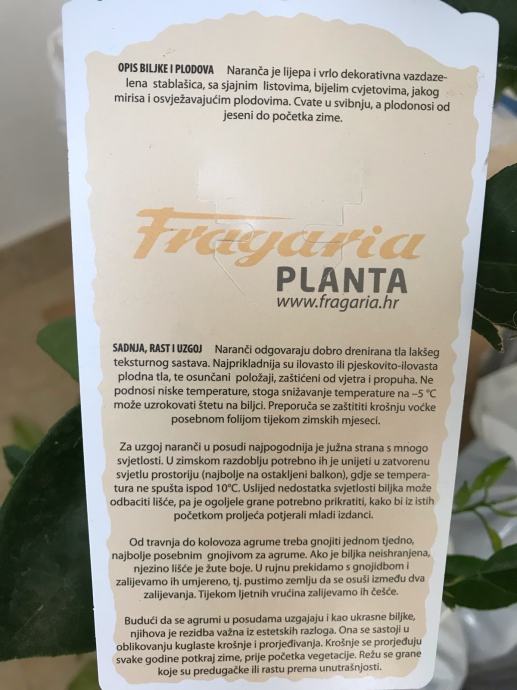 OPIS BILJKE I PLODOVA Naranča je lijepa i vrlo dekorativna vazdaze-
lena stablašica, sa sjajnim listovima, bijelim cvjetovima, jakog
mirisa i osvježavajućim plodovima. Cvate u svibnju, a plodonosi od
jeseni do početka zime.
Fragaria
PLANTA
www.fragaria.hr
SADNJA, RAST I UZGOJ Naranči odgovaraju dobro drenirana tla lakšeg
teksturnog sastava. Najprikladnija su ilovasto ili pjeskovito-ilovasta
plodna tla, te osunčani položaji, zaštićeni od vjetra i propuha. Ne
podnosi niske temperature, stoga snižavanje temperature na –5 °C
može uzrokovati štetu na biljci. Preporuča se zaštititi krošnju voćke
posebnom folijom tijekom zimskih mjeseci.
Za uzgoj naranči u posudi najpogodnija je južna strana s mnogo
svjetlosti. U zimskom razdoblju potrebno ih je unijeti u zatvorenu
svjetlu prostoriju (najbolje na ostakljeni balkon), gdje se tempera-
tura ne spušta ispod 10°C. Uslijed nedostatka svjetlosti biljka može
odbaciti lišće, pa je ogoljele grane potrebno prikratiti, kako bi iz istih
početkom proljeća potjerali mladi izdanci.
Od travnja do kolovoza agrume treba gnojiti jednom tjedno,
najbolje posebnim gnojivom za agrume. Ako je biljka neishranjena,
njezino lišće je žute boje. U rujnu prekidamo s gnojidbom i
zalijevamo ih umjereno, tj. pustimo zemlju da se osuši između dva
zalijevanja. Tijekom ljetnih vrućina zalijevamo ih češće.
Budući da se agrumi u posudama uzgajaju i kao ukrasne biljke,
njihova je rezidba važna iz estetskih razloga. Ona se sastoji u
oblikovanju kuglaste krošnje i prorjeđivanja. Krošnje se prorjeđuju
svake godine potkraj zime, prije početka vegetacije. Režu se grane
koje su predugačke ili rastu prema unutrašnjosti.